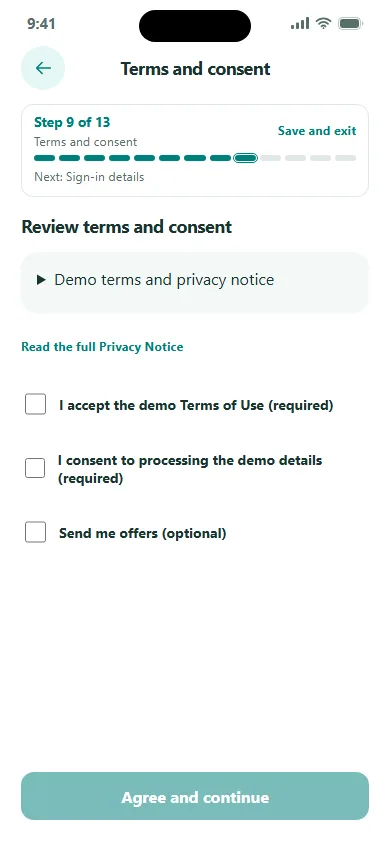 9:41
Terms and consent
Step 9 of 13
Save and exit
Terms and consent
Next: Sign-in details
Review terms and consent
Demo terms and privacy notice
Read the full Privacy Notice
I accept the demo Terms of Use (required)
I consent to processing the demo details
(required)
Send me offers (optional)
Agree and continue